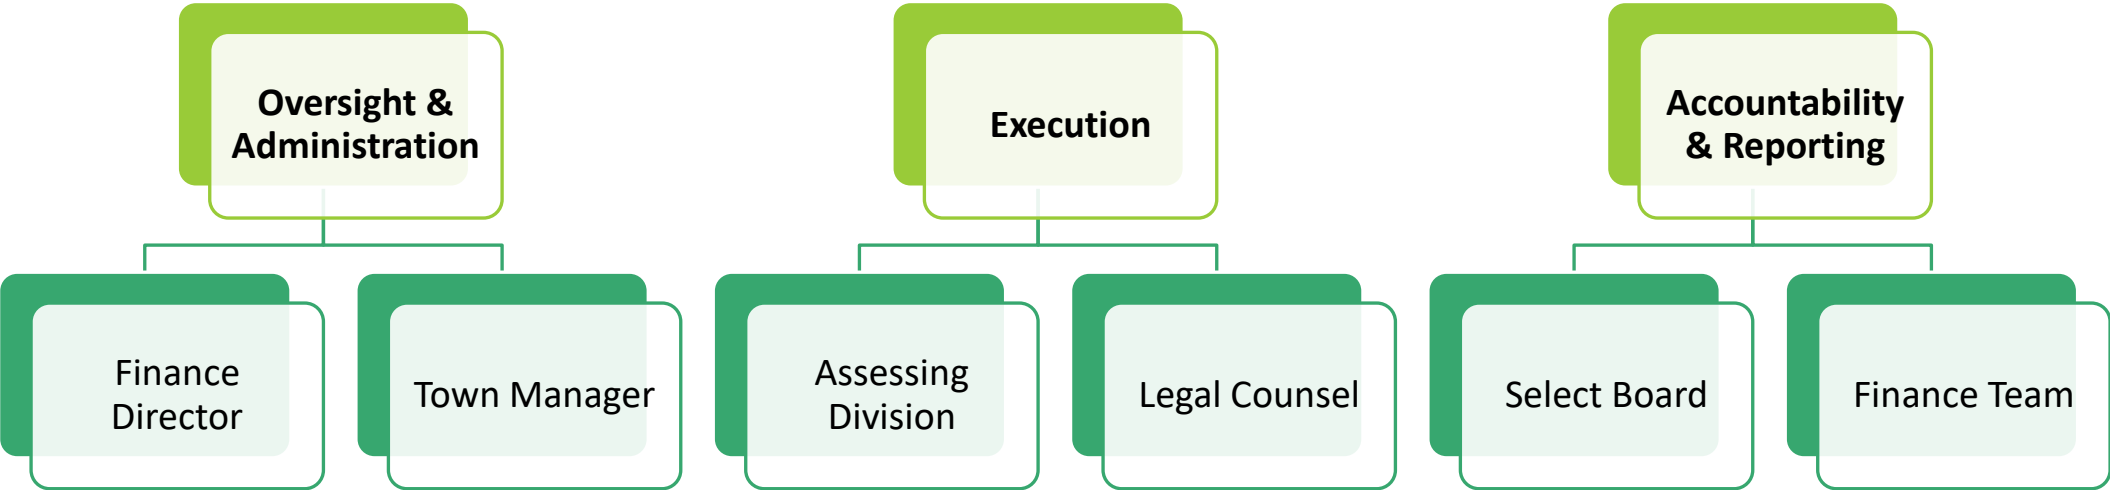 Oversight &
Administration
Execution
Accountability
& Reporting
Finance
Director
Town Manager
Assessing
Division
Legal Counsel
Select Board
Finance Team